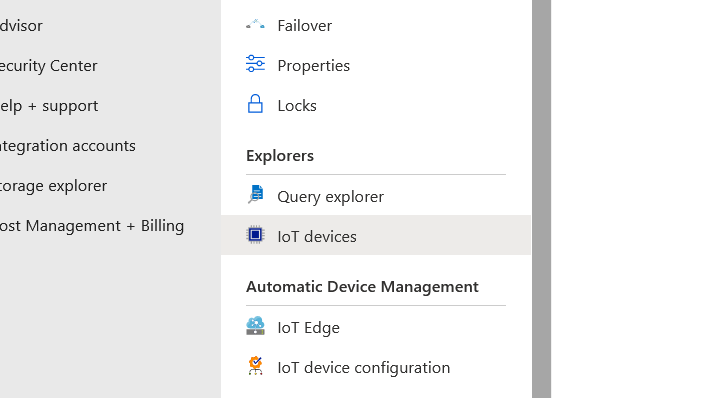 dvisor
ecurity Center
elp + support
ntegration accounts
torage explorer
ost Management + Billing
Failover
Properties
Locks
Explorers
Query explorer
IoT devices
Automatic Device Management
IoT Edge
IoT device configuration